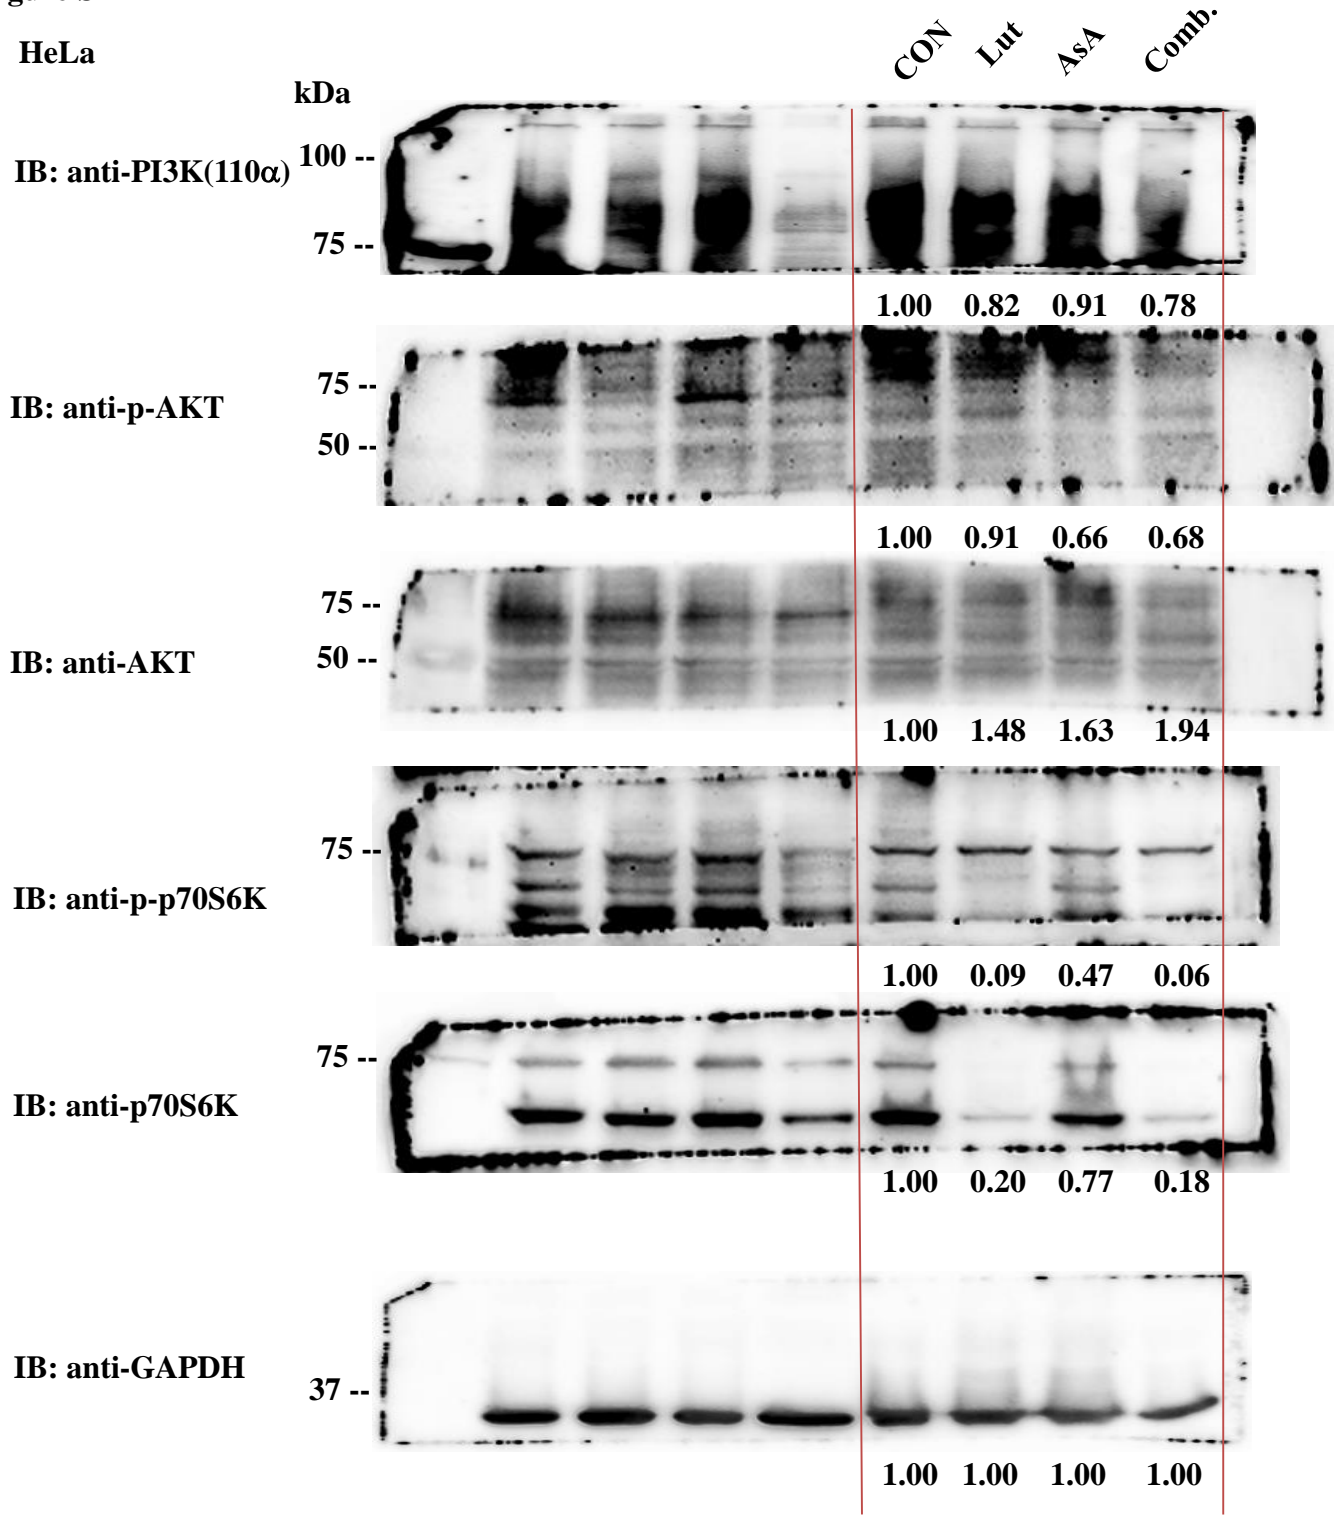 HeLa
CON Lut AsA Comb.
kDa
IB: anti-PI3K(110α)
100 --
75 --
1.00 0.82 0.91 0.78
IB: anti-p-AKT
75 --
50 --
1.00 0.91 0.66 0.68
IB: anti-AKT
75 --
50 --
1.00 1.48 1.63 1.94
75 --
IB: anti-p-p70S6K
1.00 0.09 0.47 0.06
75 --
IB: anti-p70S6K
1.00 0.20 0.77 0.18
IB: anti-GAPDH
37 --
1.00 1.00 1.00 1.00